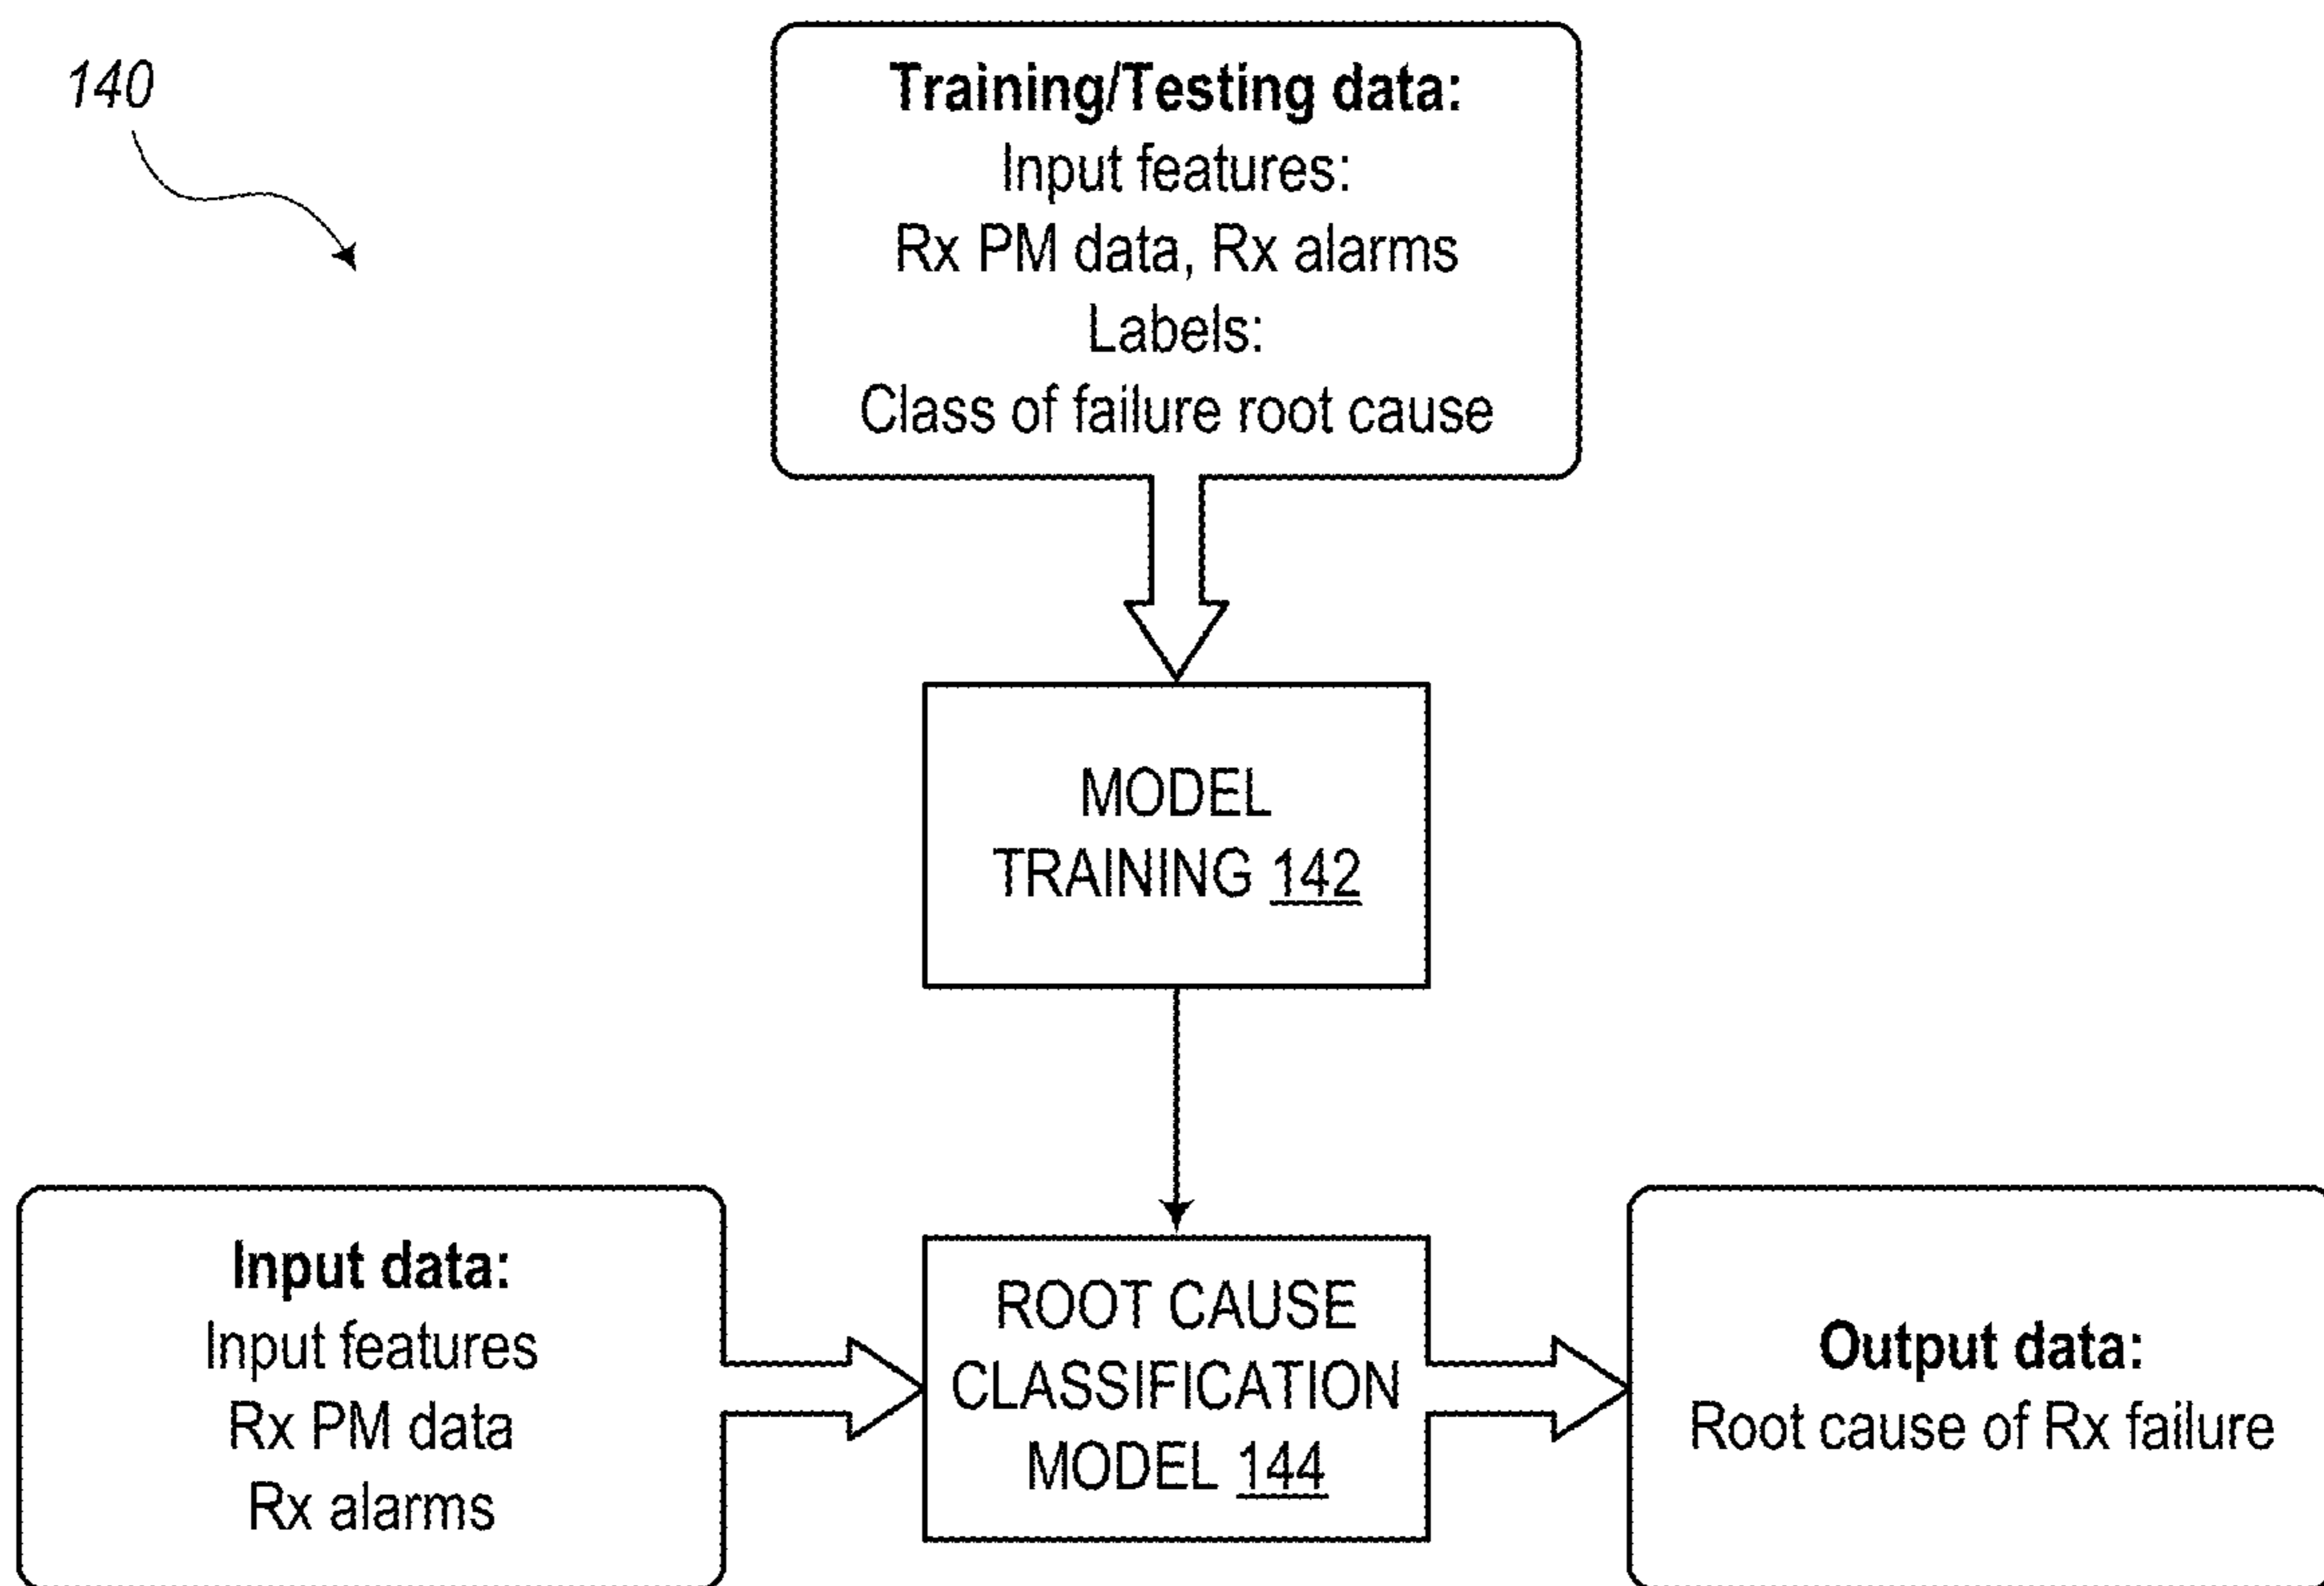 140
Training/Testing data:
Input features:
Rx PM data, Rx alarms
Labels:
Class of failure root cause
MODEL
TRAINING 142
Input data:
Input features
Rx PM data
Rx alarms
ROOT CAUSE
CLASSIFICATION
MODEL 144
Output data:
Root cause of Rx failure